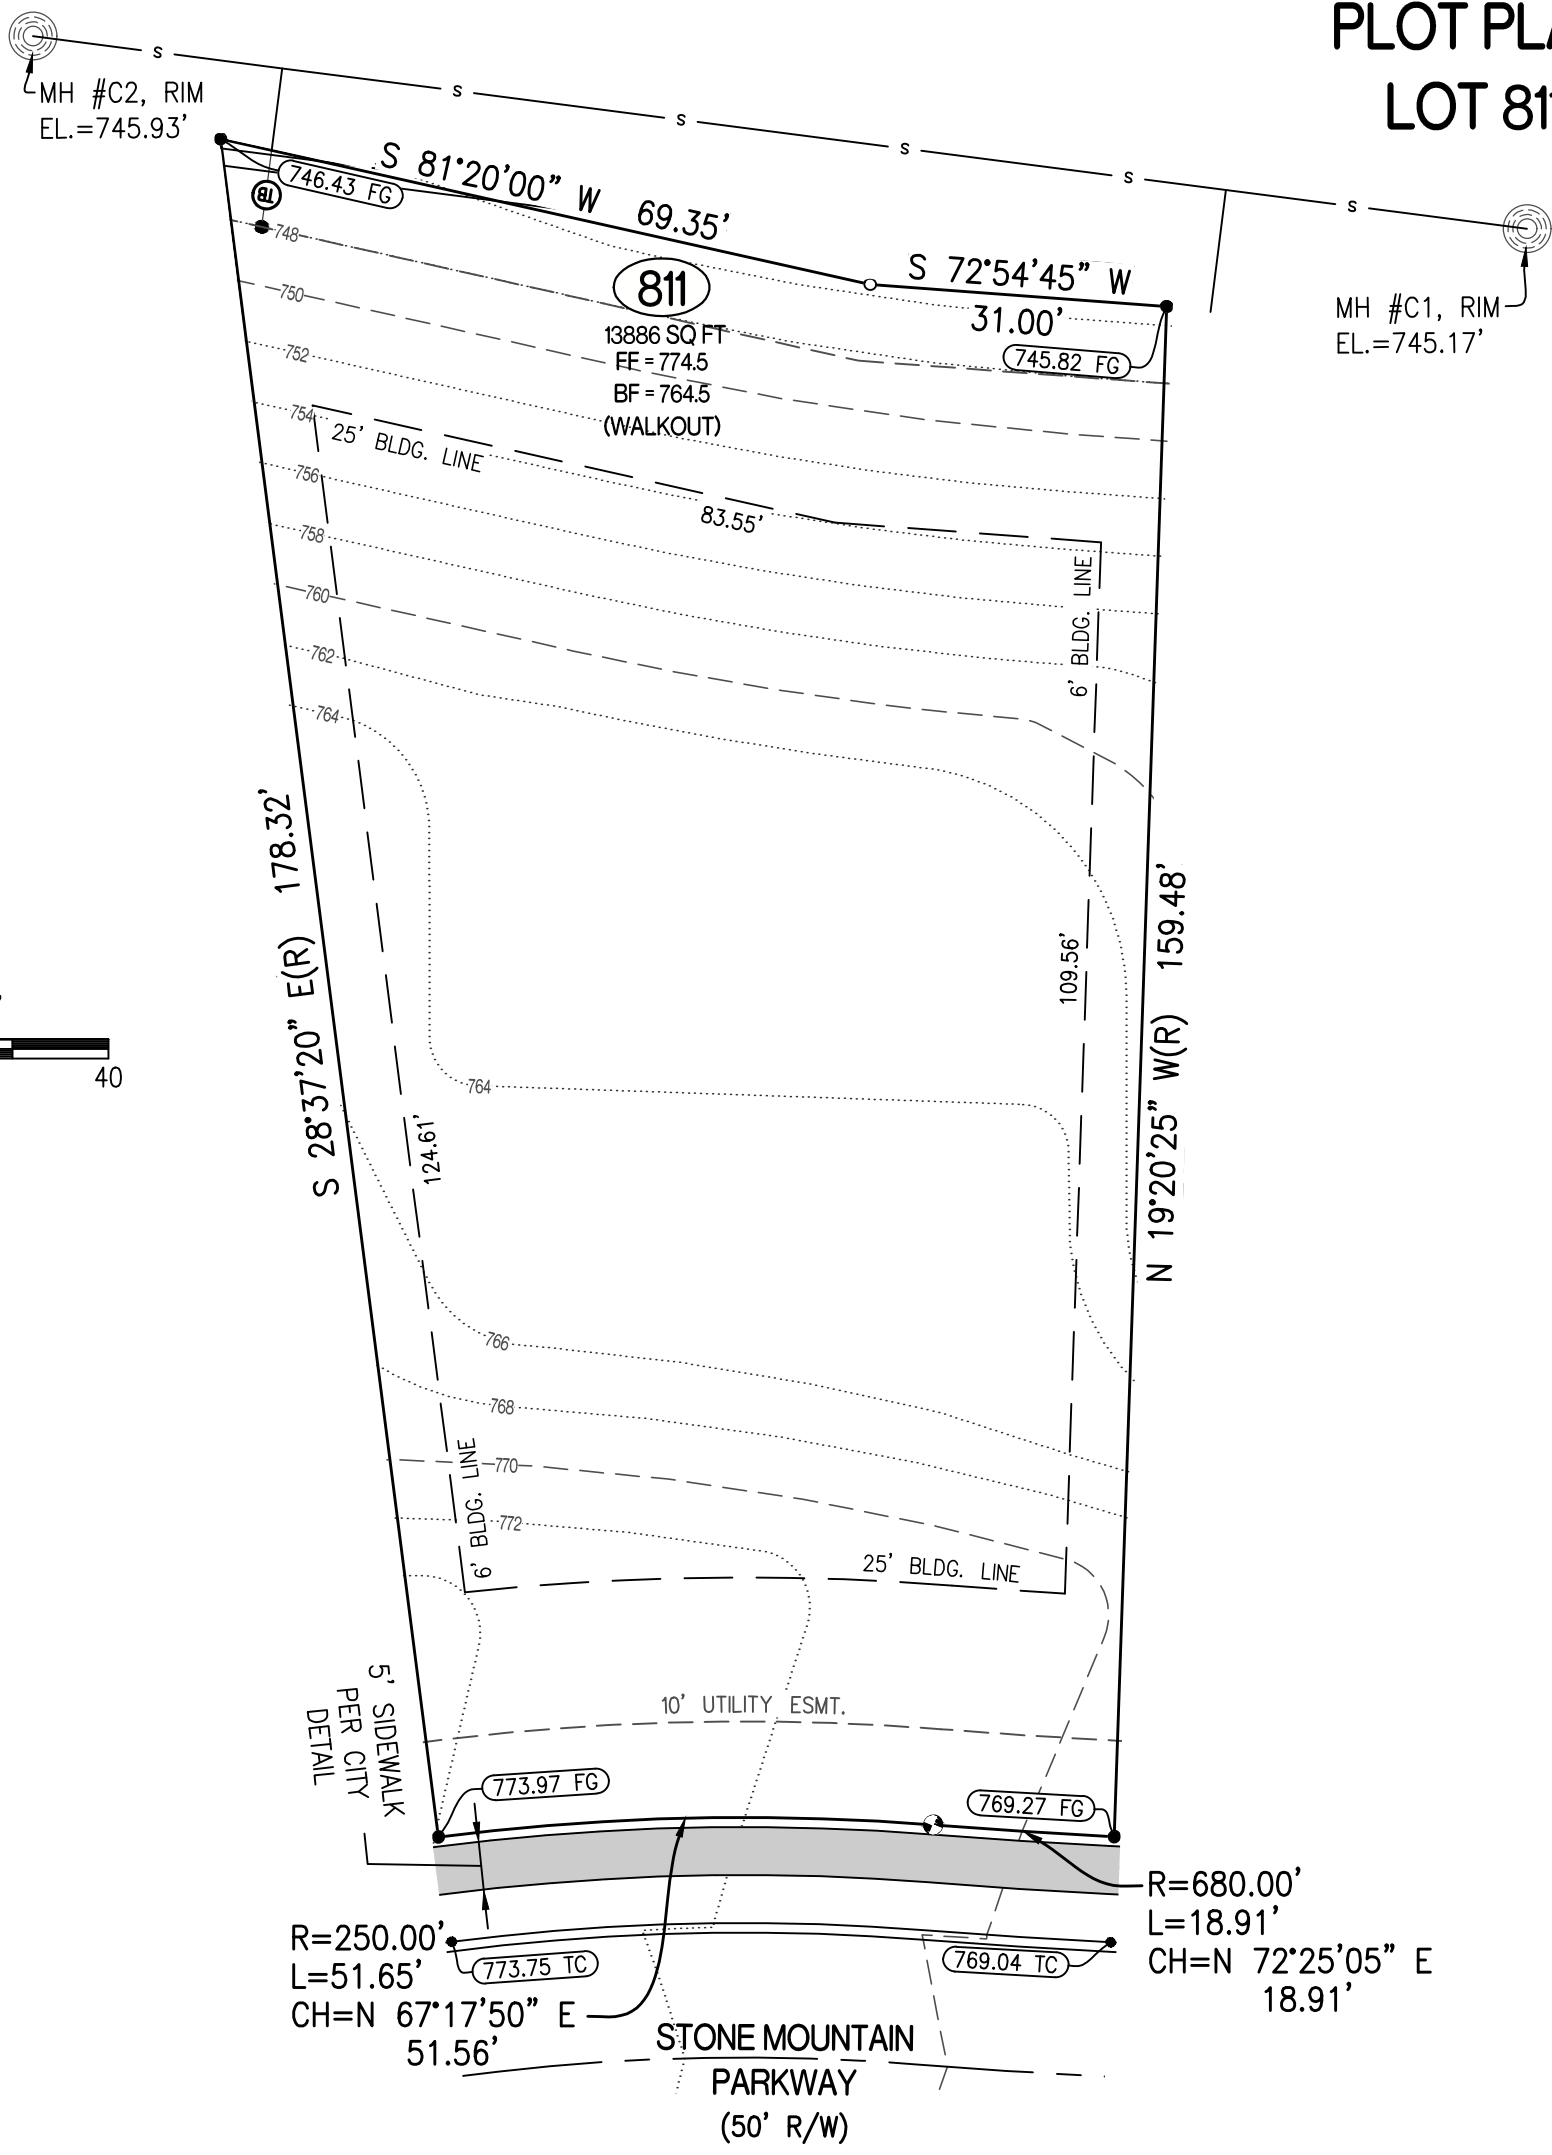 PLOT PLA
LOT 811
s
s
s
s
s
s
MH #C2, RIM
EL.=745.93'
S 81°20'00" W 69.35'
746.43 FG
TB
S 72°54'45" W
31.00'
745.82 FG
MH #C1, RIM
EL.=745.17'
811
13886 SQ FT
FF = 774.5
BF = 764.5
(WALKOUT)
748
750
752
754
756
758
760
762
764
25' BLDG. LINE
83.55'
6' BLDG. LINE
109.56'
S 28°37'20" E(R) 178.32'
N 19°20'25" W(R) 159.48'
40
764
124.61'
766
768
770
772
6' BLDG. LINE
25' BLDG. LINE
10' UTILITY ESMT.
5' SIDEWALK
PER CITY
DETAIL
773.97 FG
769.27 FG
R=250.00'
L=51.65'
CH=N 67°17'50" E
51.56'
773.75 TC
769.04 TC
R=680.00'
L=18.91'
CH=N 72°25'05" E
18.91'
STONE MOUNTAIN
PARKWAY
(50' R/W)